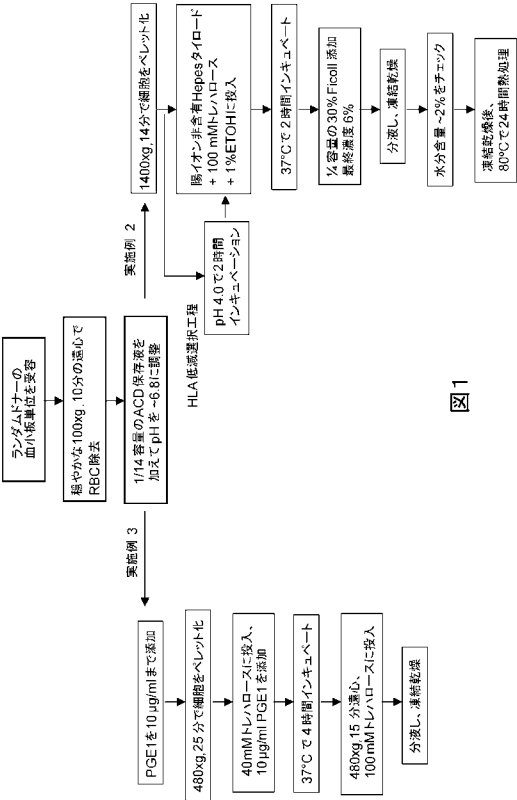 ランダムドナーの
血小板単位を受容
穏やかな100xg, 10分の遠心で
RBC除去
1/14 容量のACD保存液を
加えてpHを ~6.8に調整
実施例 3
PGE1を10 µg/mlまで添加
480xg,25分で細胞をペレット化
40mMトレハロースに投入、
10µg/ml PGE1を添加
37°Cで4時間インキュベート
480xg,15 分遠心、
100mMトレハロースに投入
分液し、凍結乾燥
実施例 2
1400xg,14分で細胞をペレット化
HLA低減選択工程
pH 4.0で2時間
インキュベーション
陽イオン非含有Hepesタイロード
+ 100 mMトレハロース
+ 1%ETOHに投入
37°Cで2時間インキュベート
¼ 容量の30% Ficoll 添加
最終濃度 6%
分液し、凍結乾燥
水分含量 ~2%をチェック
凍結乾燥後、
80°Cで24時間熱処理
図1